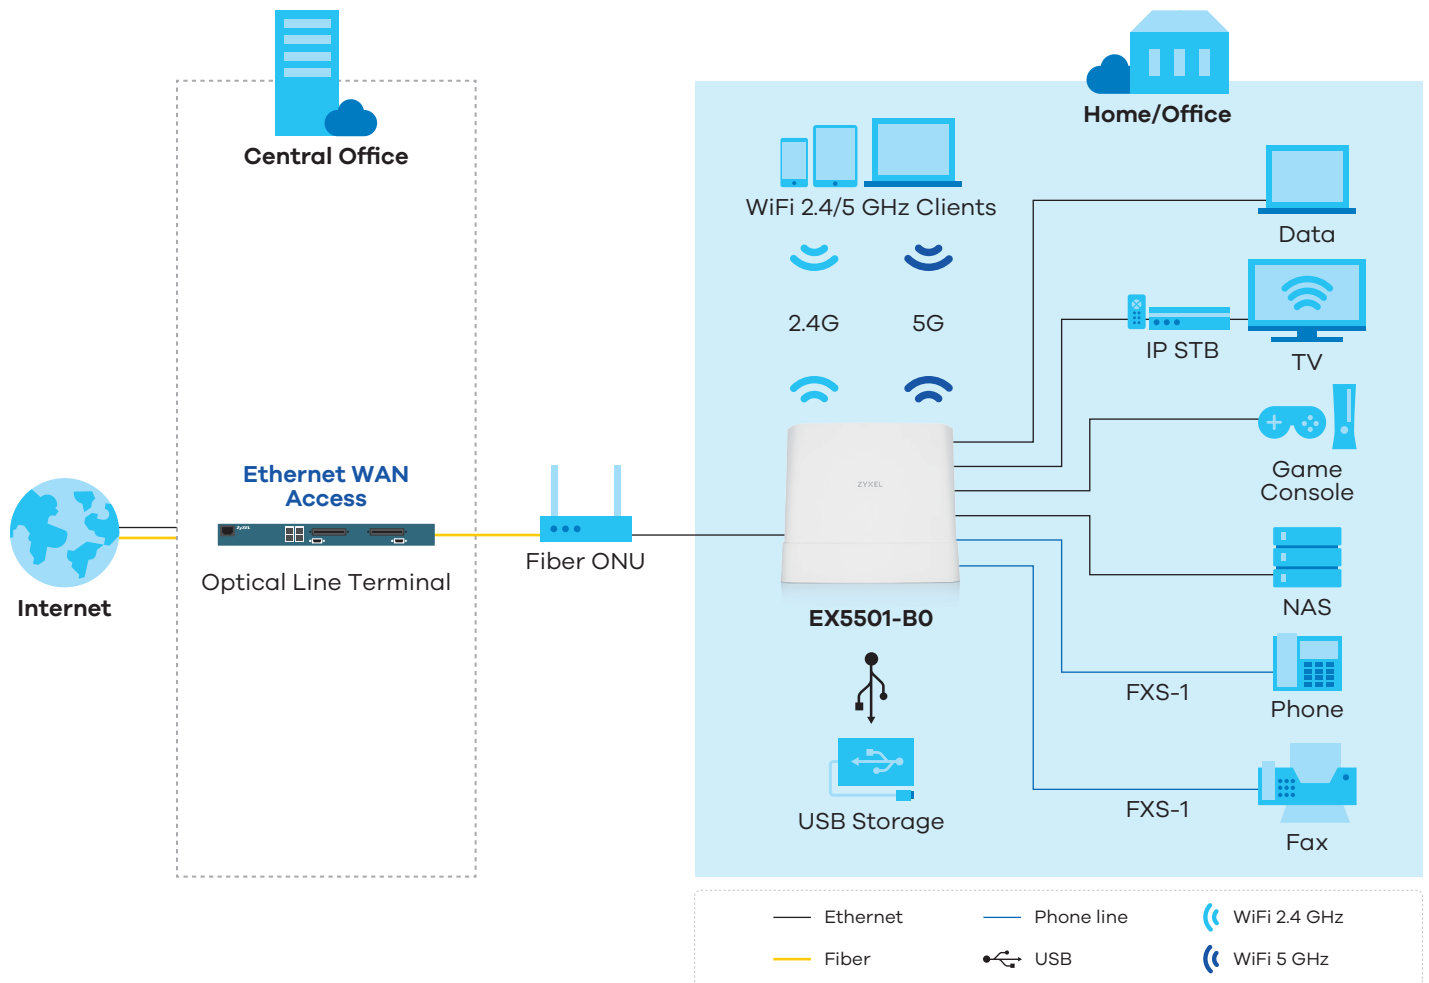 Central Office
Home/Office
WiFi 2.4/5 GHz Clients
Data
2.4G
5G
IP STB
TV
Ethernet WAN
Access
ZyXEL
ZYXEL
Game
Console
Optical Line Terminal
Fiber ONU
Internet
EX5501-B0
NAS
FXS-1
Phone
USB Storage
FXS-1
Fax
Ethernet
Phone line
WiFi 2.4 GHz
Fiber
USB
WiFi 5 GHz